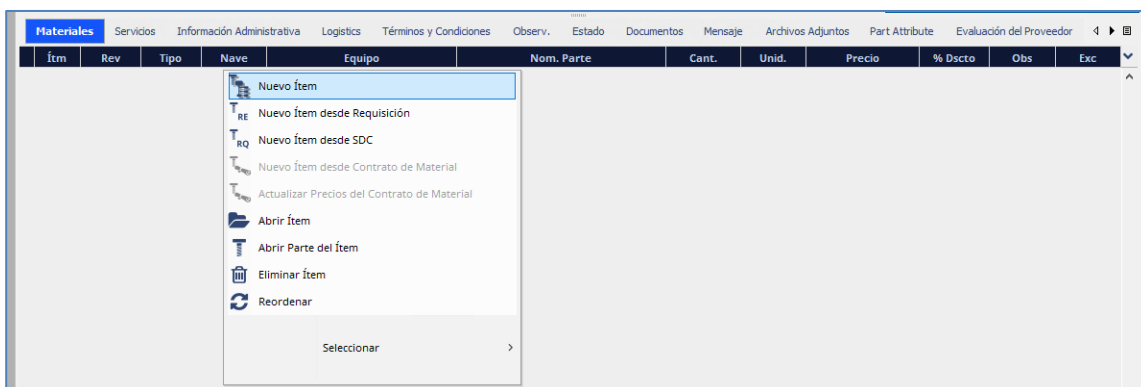 Materiales Servicios Información Administrativa Logistics Términos y Condiciones Observ. Estado Documentos Mensaje Archivos Adjuntos Part Attribute Evaluación del Proveedor
Ítm Rev Tipo Nave Equipo Nom. Parte Cant. Unid. Precio % Dscto Obs Exc
Nuevo Ítem
RE Nuevo Ítem desde Requisición
RQ Nuevo Ítem desde SDC
Nuevo Ítem desde Contrato de Material
Actualizar Precios del Contrato de Material
Abrir Ítem
Abrir Parte del Ítem
Eliminar Ítem
Reordenar
Seleccionar